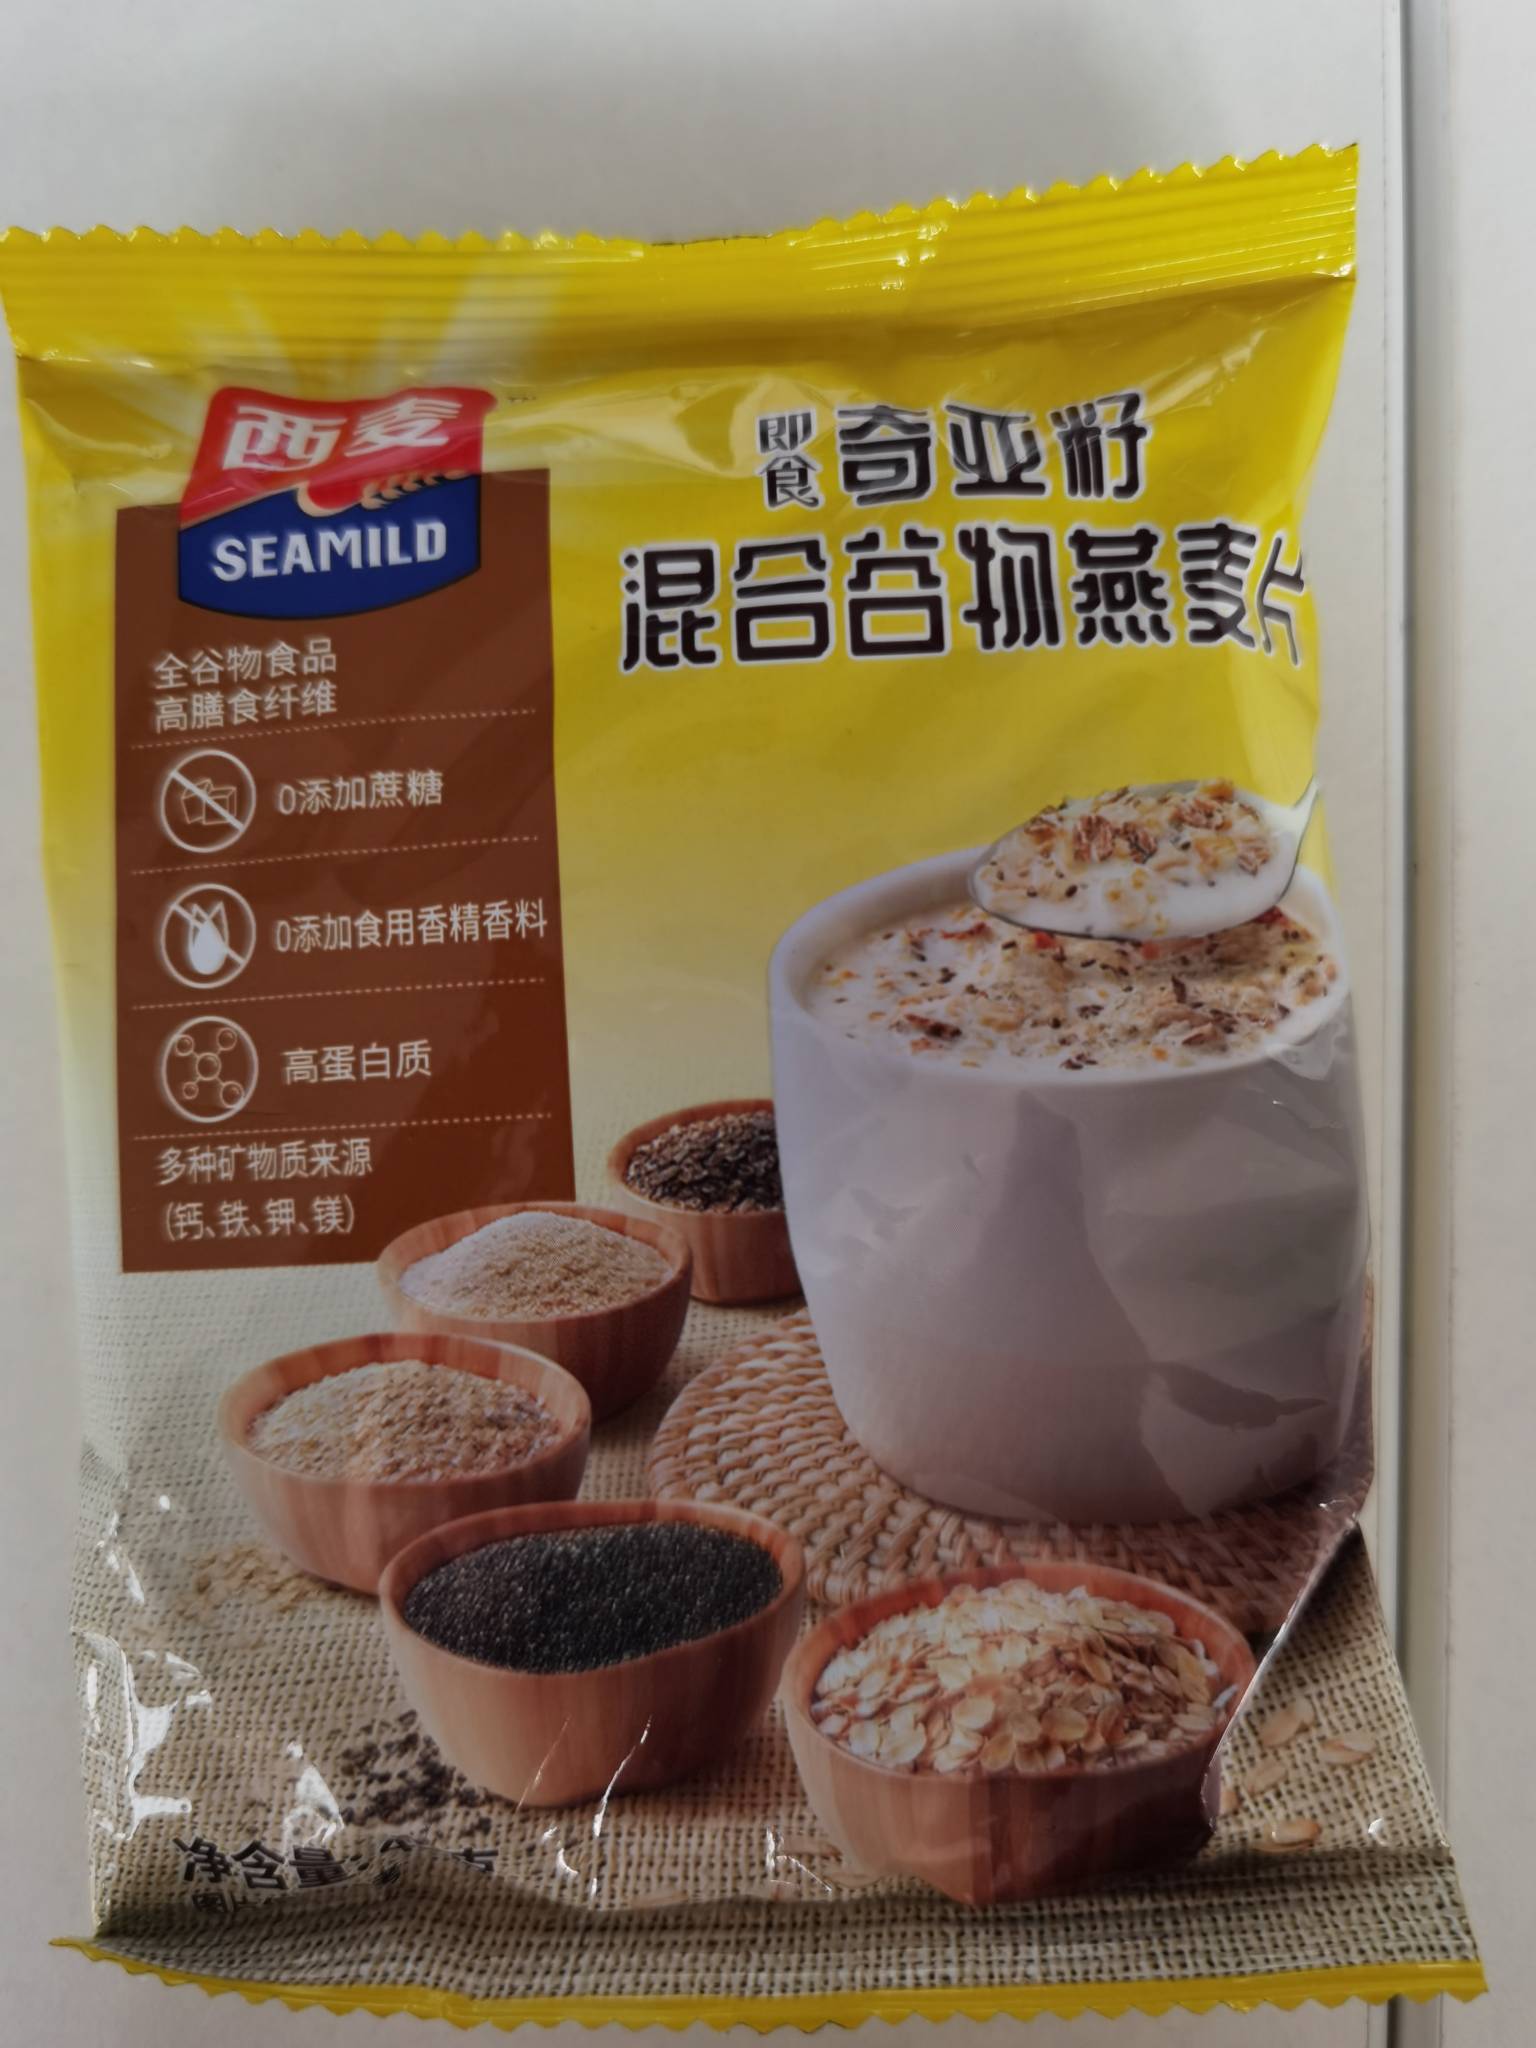 西麦
SEAMILD
即食 奇亚籽
混合谷物燕麦片
全谷物食品
高膳食纤维
0添加蔗糖
0添加食用香精香料
高蛋白质
多种矿物质来源
(钙、铁、钾、镁)
净含量: